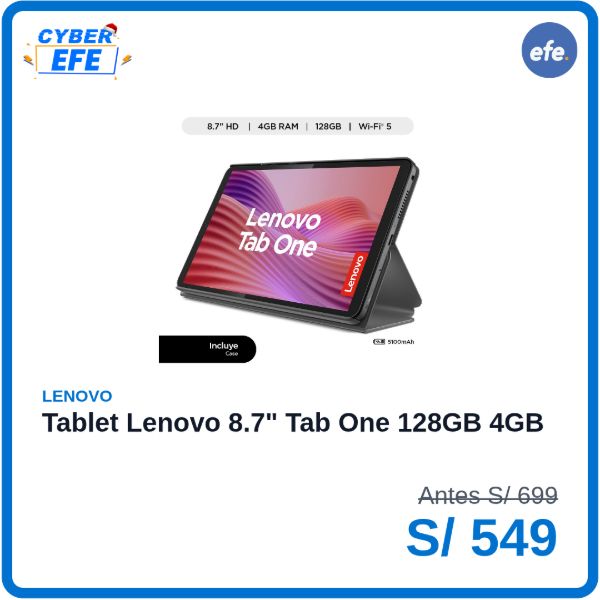 CYBER
EFE
efe.
8.7" HD | 4GB RAM | 128GB | Wi-Fi® 5
Lenovo
Tab One
Lenovo
Incluye
Case
5100mAh
LENOVO
Tablet Lenovo 8.7" Tab One 128GB 4GB
Antes S/ 699
S/ 549